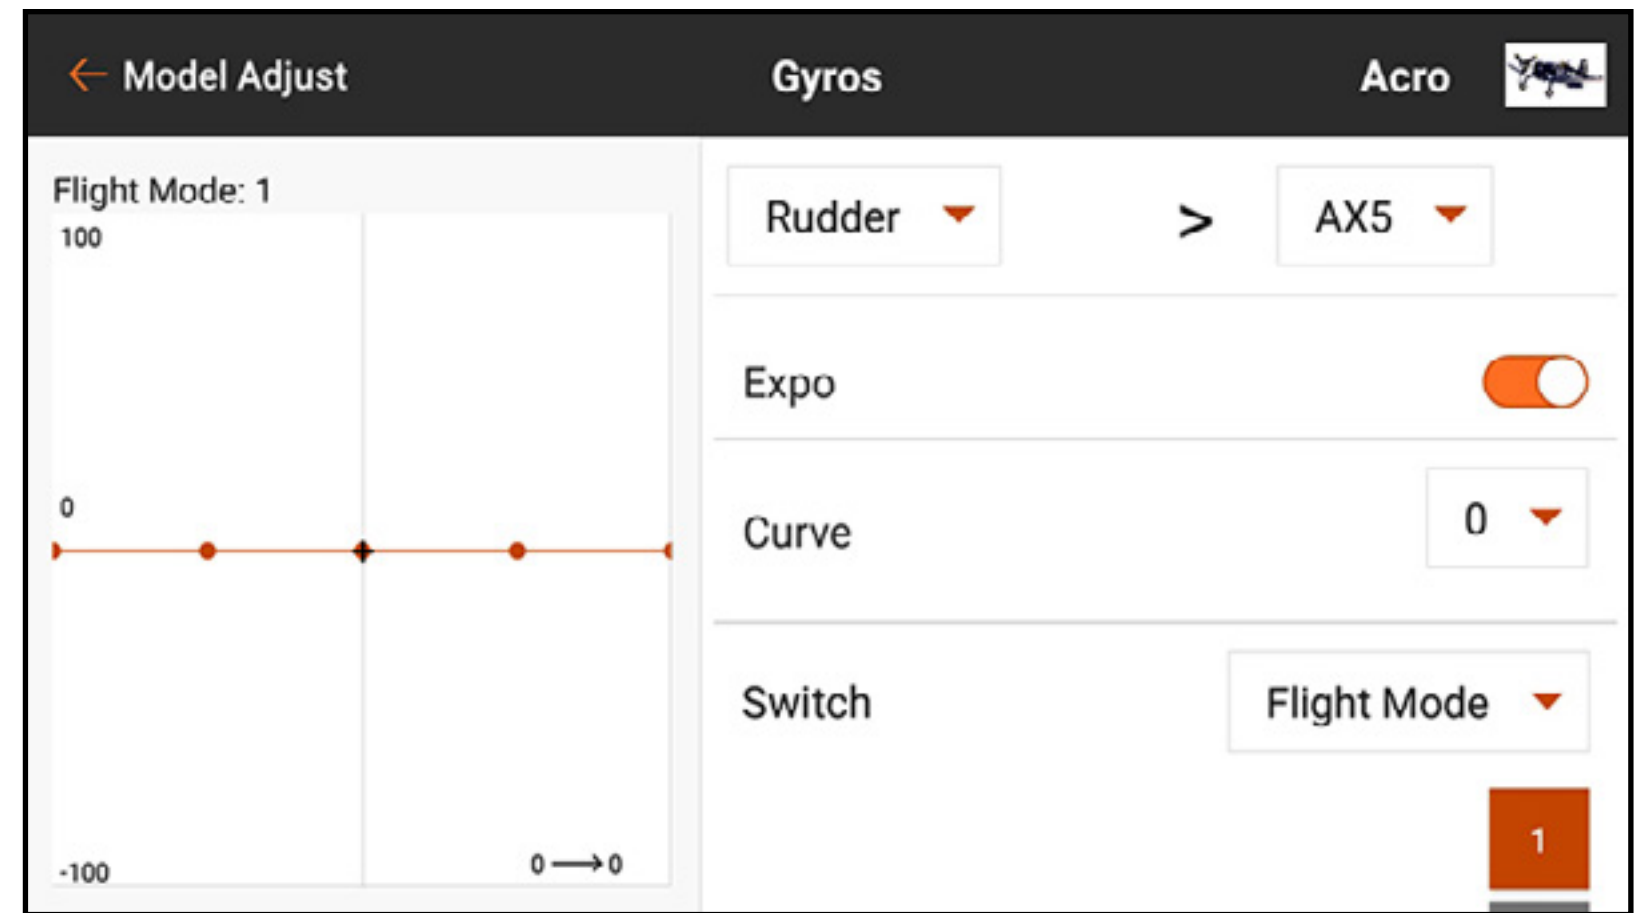 ← Model Adjust Gyros Acro
Flight Mode: 1
100
0
-100
0 → 0
Rudder > AX5
Expo
Curve 0
Switch Flight Mode
1